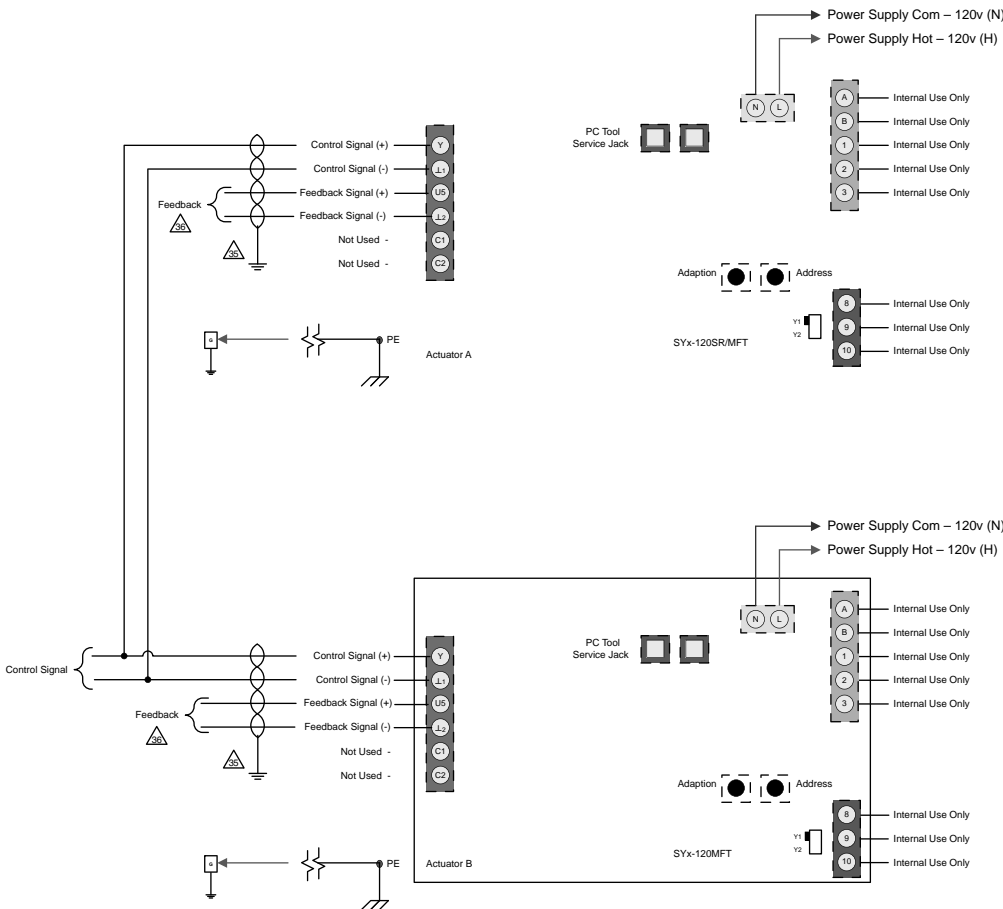 Power Supply Com – 120v (N)
Power Supply Hot – 120v (H)
N L
A Internal Use Only
B Internal Use Only
1 Internal Use Only
2 Internal Use Only
3 Internal Use Only
PC Tool
Service Jack
Control Signal (+) Y
Control Signal (-) ⊥1
Feedback Signal (+) U5
Feedback Signal (-) ⊥2
Not Used - C1
Not Used - C2
Feedback
36
35
Adaption Address
8 Internal Use Only
9 Internal Use Only
10 Internal Use Only
Y1
Y2
SYx-120SR/MFT
G
PE
Actuator A
Power Supply Com – 120v (N)
Power Supply Hot – 120v (H)
N L
A Internal Use Only
B Internal Use Only
1 Internal Use Only
2 Internal Use Only
3 Internal Use Only
PC Tool
Service Jack
Control Signal
Control Signal (+) Y
Control Signal (-) ⊥1
Feedback Signal (+) U5
Feedback Signal (-) ⊥2
Not Used - C1
Not Used - C2
Feedback
36
35
Adaption Address
8 Internal Use Only
9 Internal Use Only
10 Internal Use Only
Y1
Y2
SYx-120MFT
G
PE
Actuator B